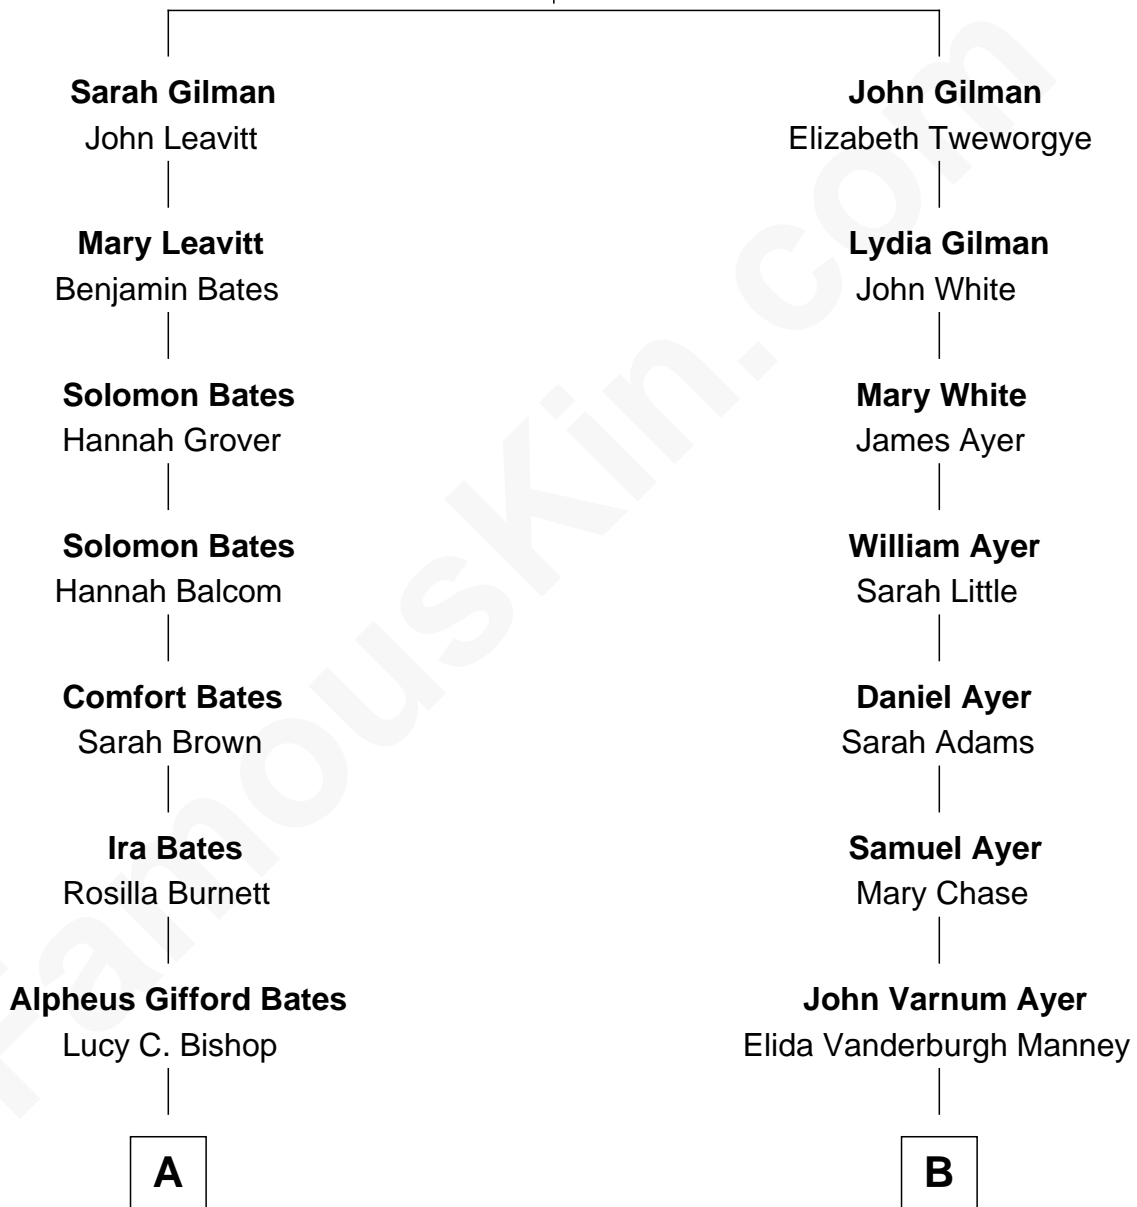 Sarah Gilman
John Leavitt
Mary Leavitt
Benjamin Bates
Solomon Bates
Hannah Grover
Solomon Bates
Hannah Balcom
Comfort Bates
Sarah Brown
Ira Bates
Rosilla Burnett
Alpheus Gifford Bates
Lucy C. Bishop
A
John Gilman
Elizabeth Tweworgye
Lydia Gilman
John White
Mary White
James Ayer
William Ayer
Sarah Little
Daniel Ayer
Sarah Adams
Samuel Ayer
Mary Chase
John Varnum Ayer
Elida Vanderburgh Manney
B
FamousKin.com